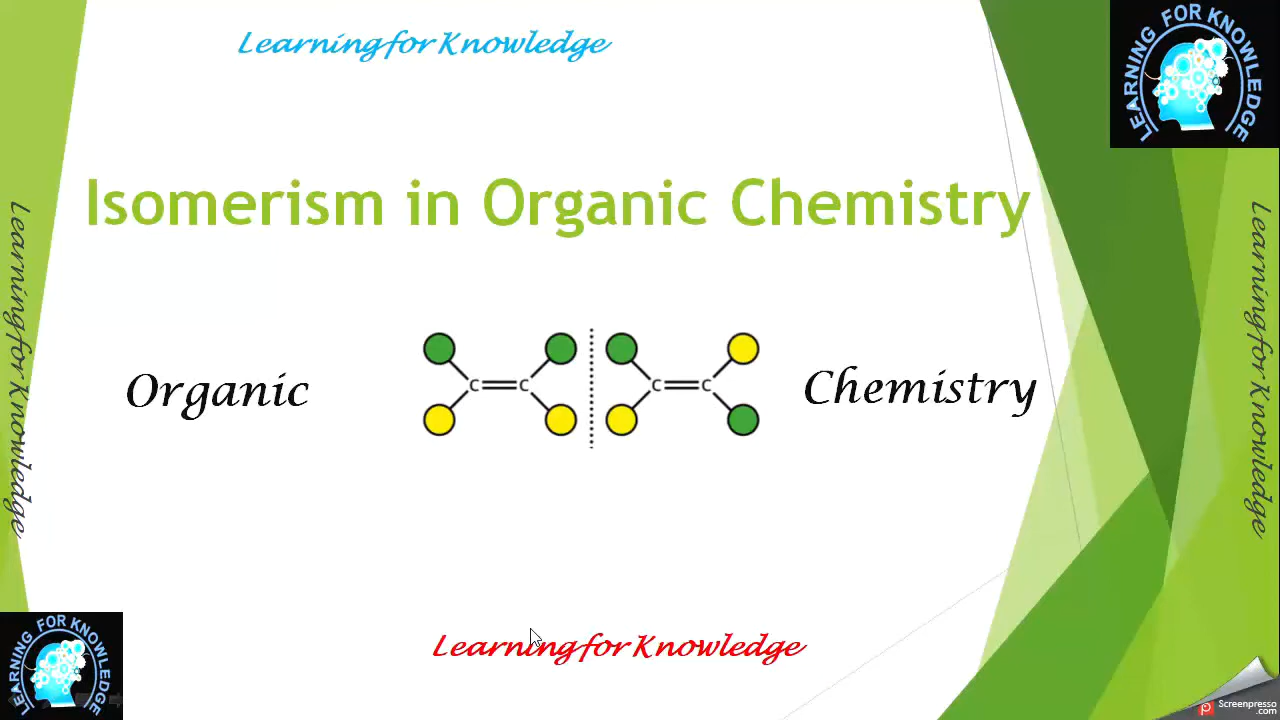 Learning for Knowledge
LEARNING FOR KNOWLEDGE
Isomerism in Organic Chemistry
Learning for Knowledge
Learning for Knowledge
Organic
C C
C C
Chemistry
Learning for Knowledge
LEARNING FOR KNOWLEDGE
Screenpresso
.com